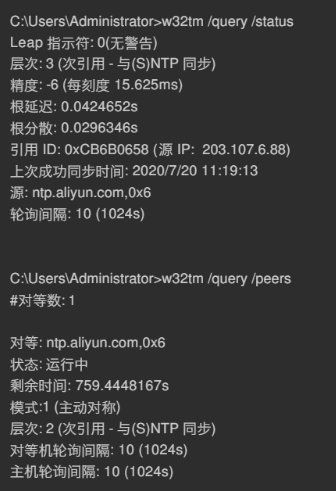 C:\Users\Administrator>w32tm /query /status
Leap 指示符: 0(无警告)
层次: 3 (次引用 - 与(S)NTP 同步)
精度: -6 (每刻度 15.625ms)
根延迟: 0.0424652s
根分散: 0.0296346s
引用 ID: 0xCB6B0658 (源 IP:  203.107.6.88)
上次成功同步时间: 2020/7/20 11:19:13
源: ntp.aliyun.com,0x6
轮询间隔: 10 (1024s)
C:\Users\Administrator>w32tm /query /peers
#对等数: 1
对等: ntp.aliyun.com,0x6
状态: 运行中
剩余时间: 759.4448167s
模式:1 (主动对称)
层次: 2 (次引用 - 与(S)NTP 同步)
对等机轮询间隔: 10 (1024s)
主机轮询间隔: 10 (1024s)